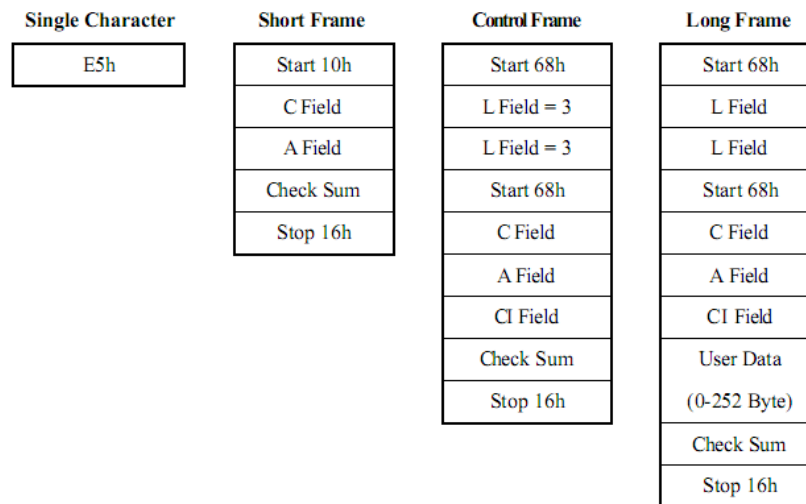 Single Character
E5h
Short Frame
Start 10h
C Field
A Field
Check Sum
Stop 16h
Control Frame
Start 68h
L Field = 3
L Field = 3
Start 68h
C Field
A Field
CI Field
Check Sum
Stop 16h
Long Frame
Start 68h
L Field
L Field
Start 68h
C Field
A Field
CI Field
User Data
(0-252 Byte)
Check Sum
Stop 16h